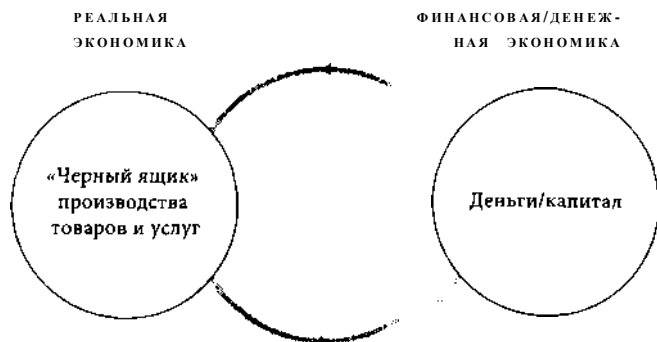 РЕАЛЬНАЯ
ЭКОНОМИКА
ФИНАНСОВАЯ/ДЕНЕЖ-
НАЯ ЭКОНОМИКА
«Черный ящик»
производства
товаров и услуг
Деньги/капитал